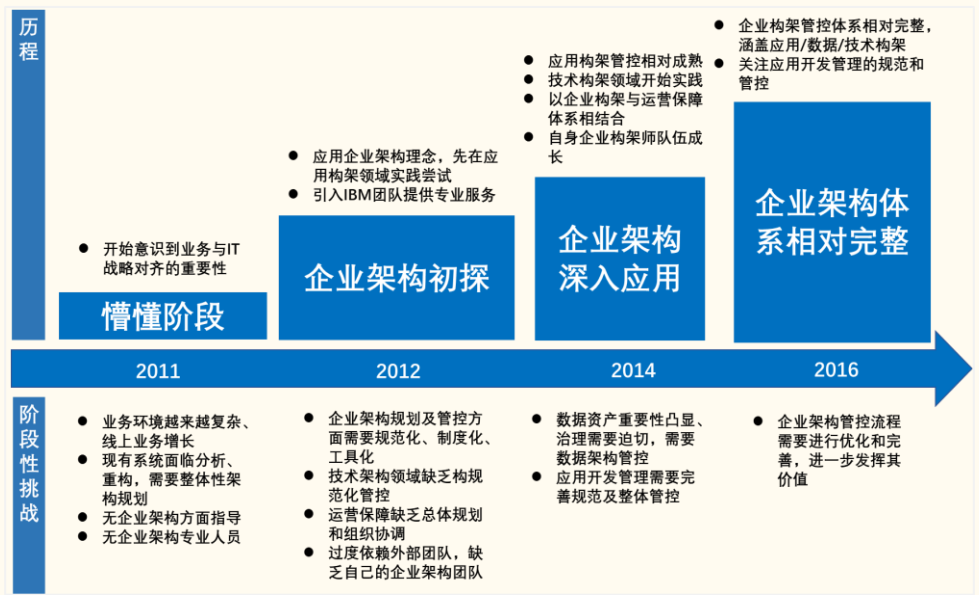 历
程
开始意识到业务与IT
战略对齐的重要性
懵懂阶段
应用企业架构理念，先在应
用构架领域实践尝试
引入IBM团队提供专业服务
企业架构初探
应用构架管控相对成熟
技术构架领域开始实践
以企业构架与运营保障
体系相结合
自身企业构架师队伍成
长
企业架构
深入应用
企业构架管控体系相对完整，
涵盖应用/数据/技术构架
关注应用开发管理的规范和
管控
企业架构体
系相对完整
2011
2012
2014
2016
阶
段
性
挑
战
业务环境越来越复杂、
线上业务增长
现有系统面临分析、
重构，需要整体性架
构规划
无企业架构方面指导
无企业架构专业人员
企业架构规划及管控方
面需要规范化、制度化、
工具化
技术架构领域缺乏构规
范化管控
运营保障缺乏总体规划
和组织协调
过度依赖外部团队，缺
乏自己的企业架构团队
数据资产重要性凸显、
治理需要迫切，需要
数据架构管控
应用开发管理需要完
善规范及整体管控
企业架构管控流程
需要进行优化和完
善，进一步发挥其
价值